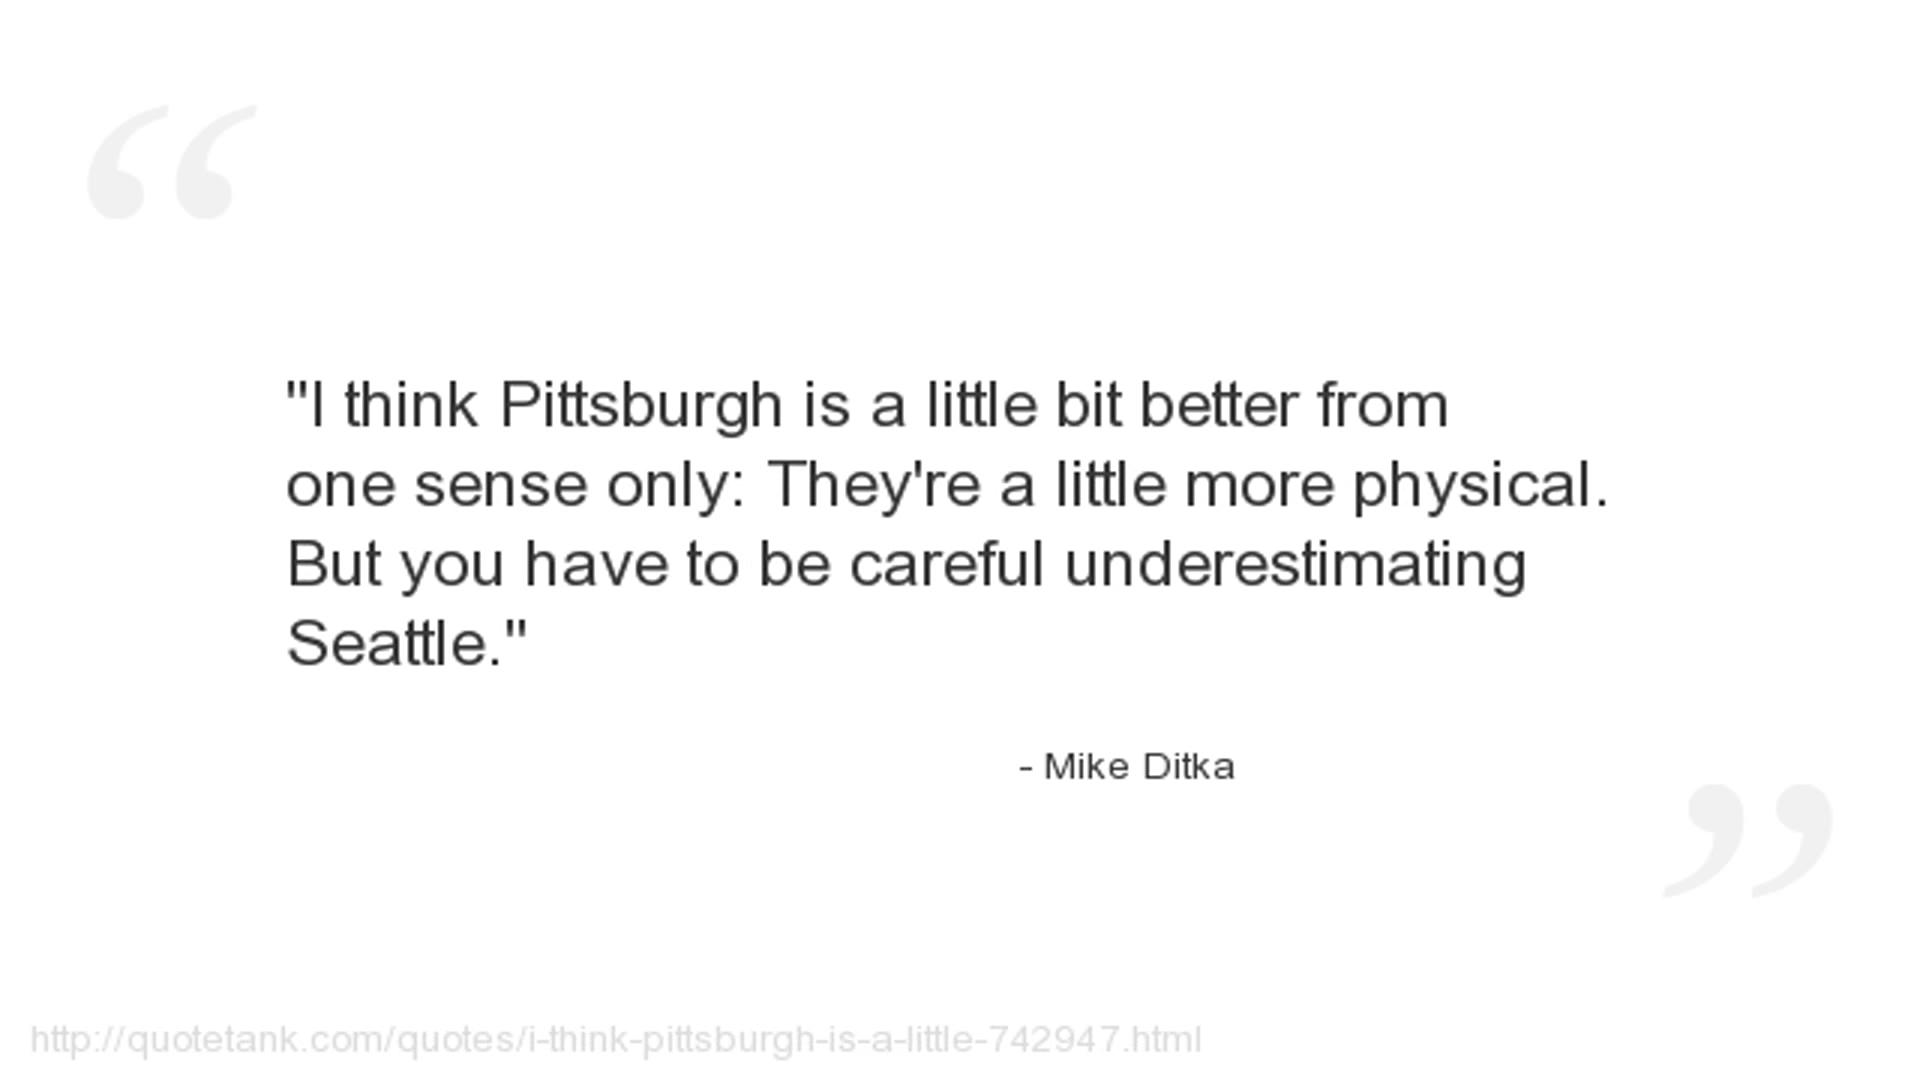 "I think Pittsburgh is a little bit better from
one sense only: They're a little more physical.
But you have to be careful underestimating
Seattle."
- Mike Ditka
http://quotetank.com/quotes/i-think-pittsburgh-is-a-little-742947.html